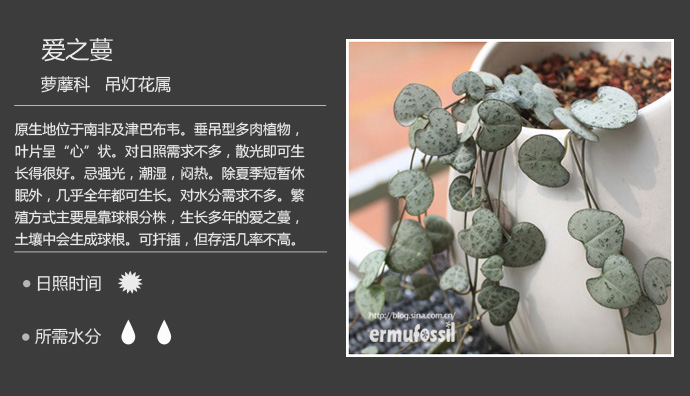 爱之蔓
萝藦科 吊灯花属
原生地位于南非及津巴布韦。垂吊型多肉植物，
叶片呈“心”状。对日照需求不多，散光即可生
长得很好。忌强光，潮湿，闷热。除夏季短暂休
眠外，几乎全年都可生长。对水分需求不多。繁
殖方式主要是靠球根分株，生长多年的爱之蔓，
土壤中会生成球根。可扦插，但存活几率不高。
日照时间
所需水分
http://blog.sina.com.cn/
ermufossil